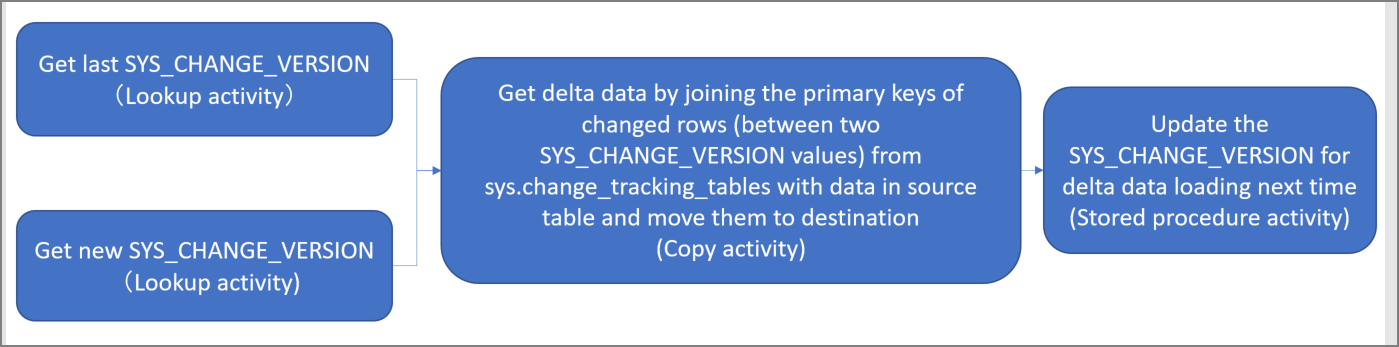 Get last SYS_CHANGE_VERSION
（Lookup activity）
Get new SYS_CHANGE_VERSION
（Lookup activity)
Get delta data by joining the primary keys of
changed rows (between two
SYS_CHANGE_VERSION values) from
sys.change_tracking_tables with data in source
table and move them to destination
(Copy activity)
Update the
SYS_CHANGE_VERSION for
delta data loading next time
(Stored procedure activity)